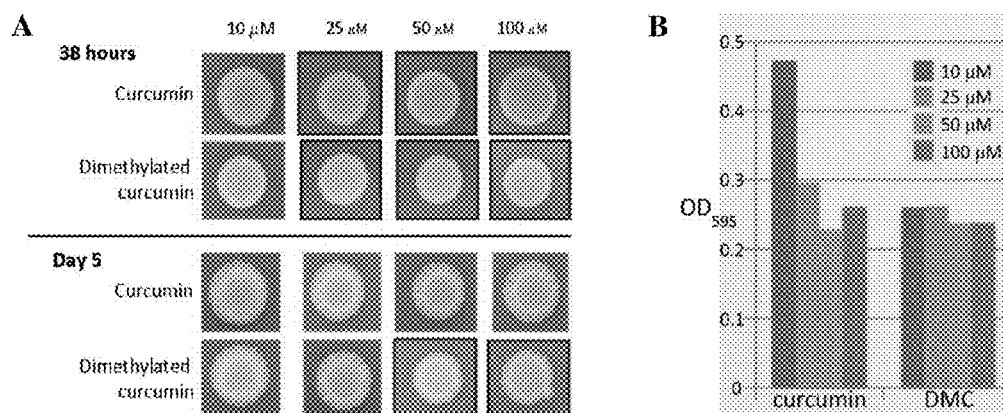 A
10 μM 25 μM 50 μM 100 μM
38 hours
Curcumin
Dimethylated
curcumin
Day 5
Curcumin
Dimethylated
curcumin
B
0.5
0.4
0.3
0.2
0.1
0
OD595
10 μM
25 μM
50 μM
100 μM
curcumin DMC